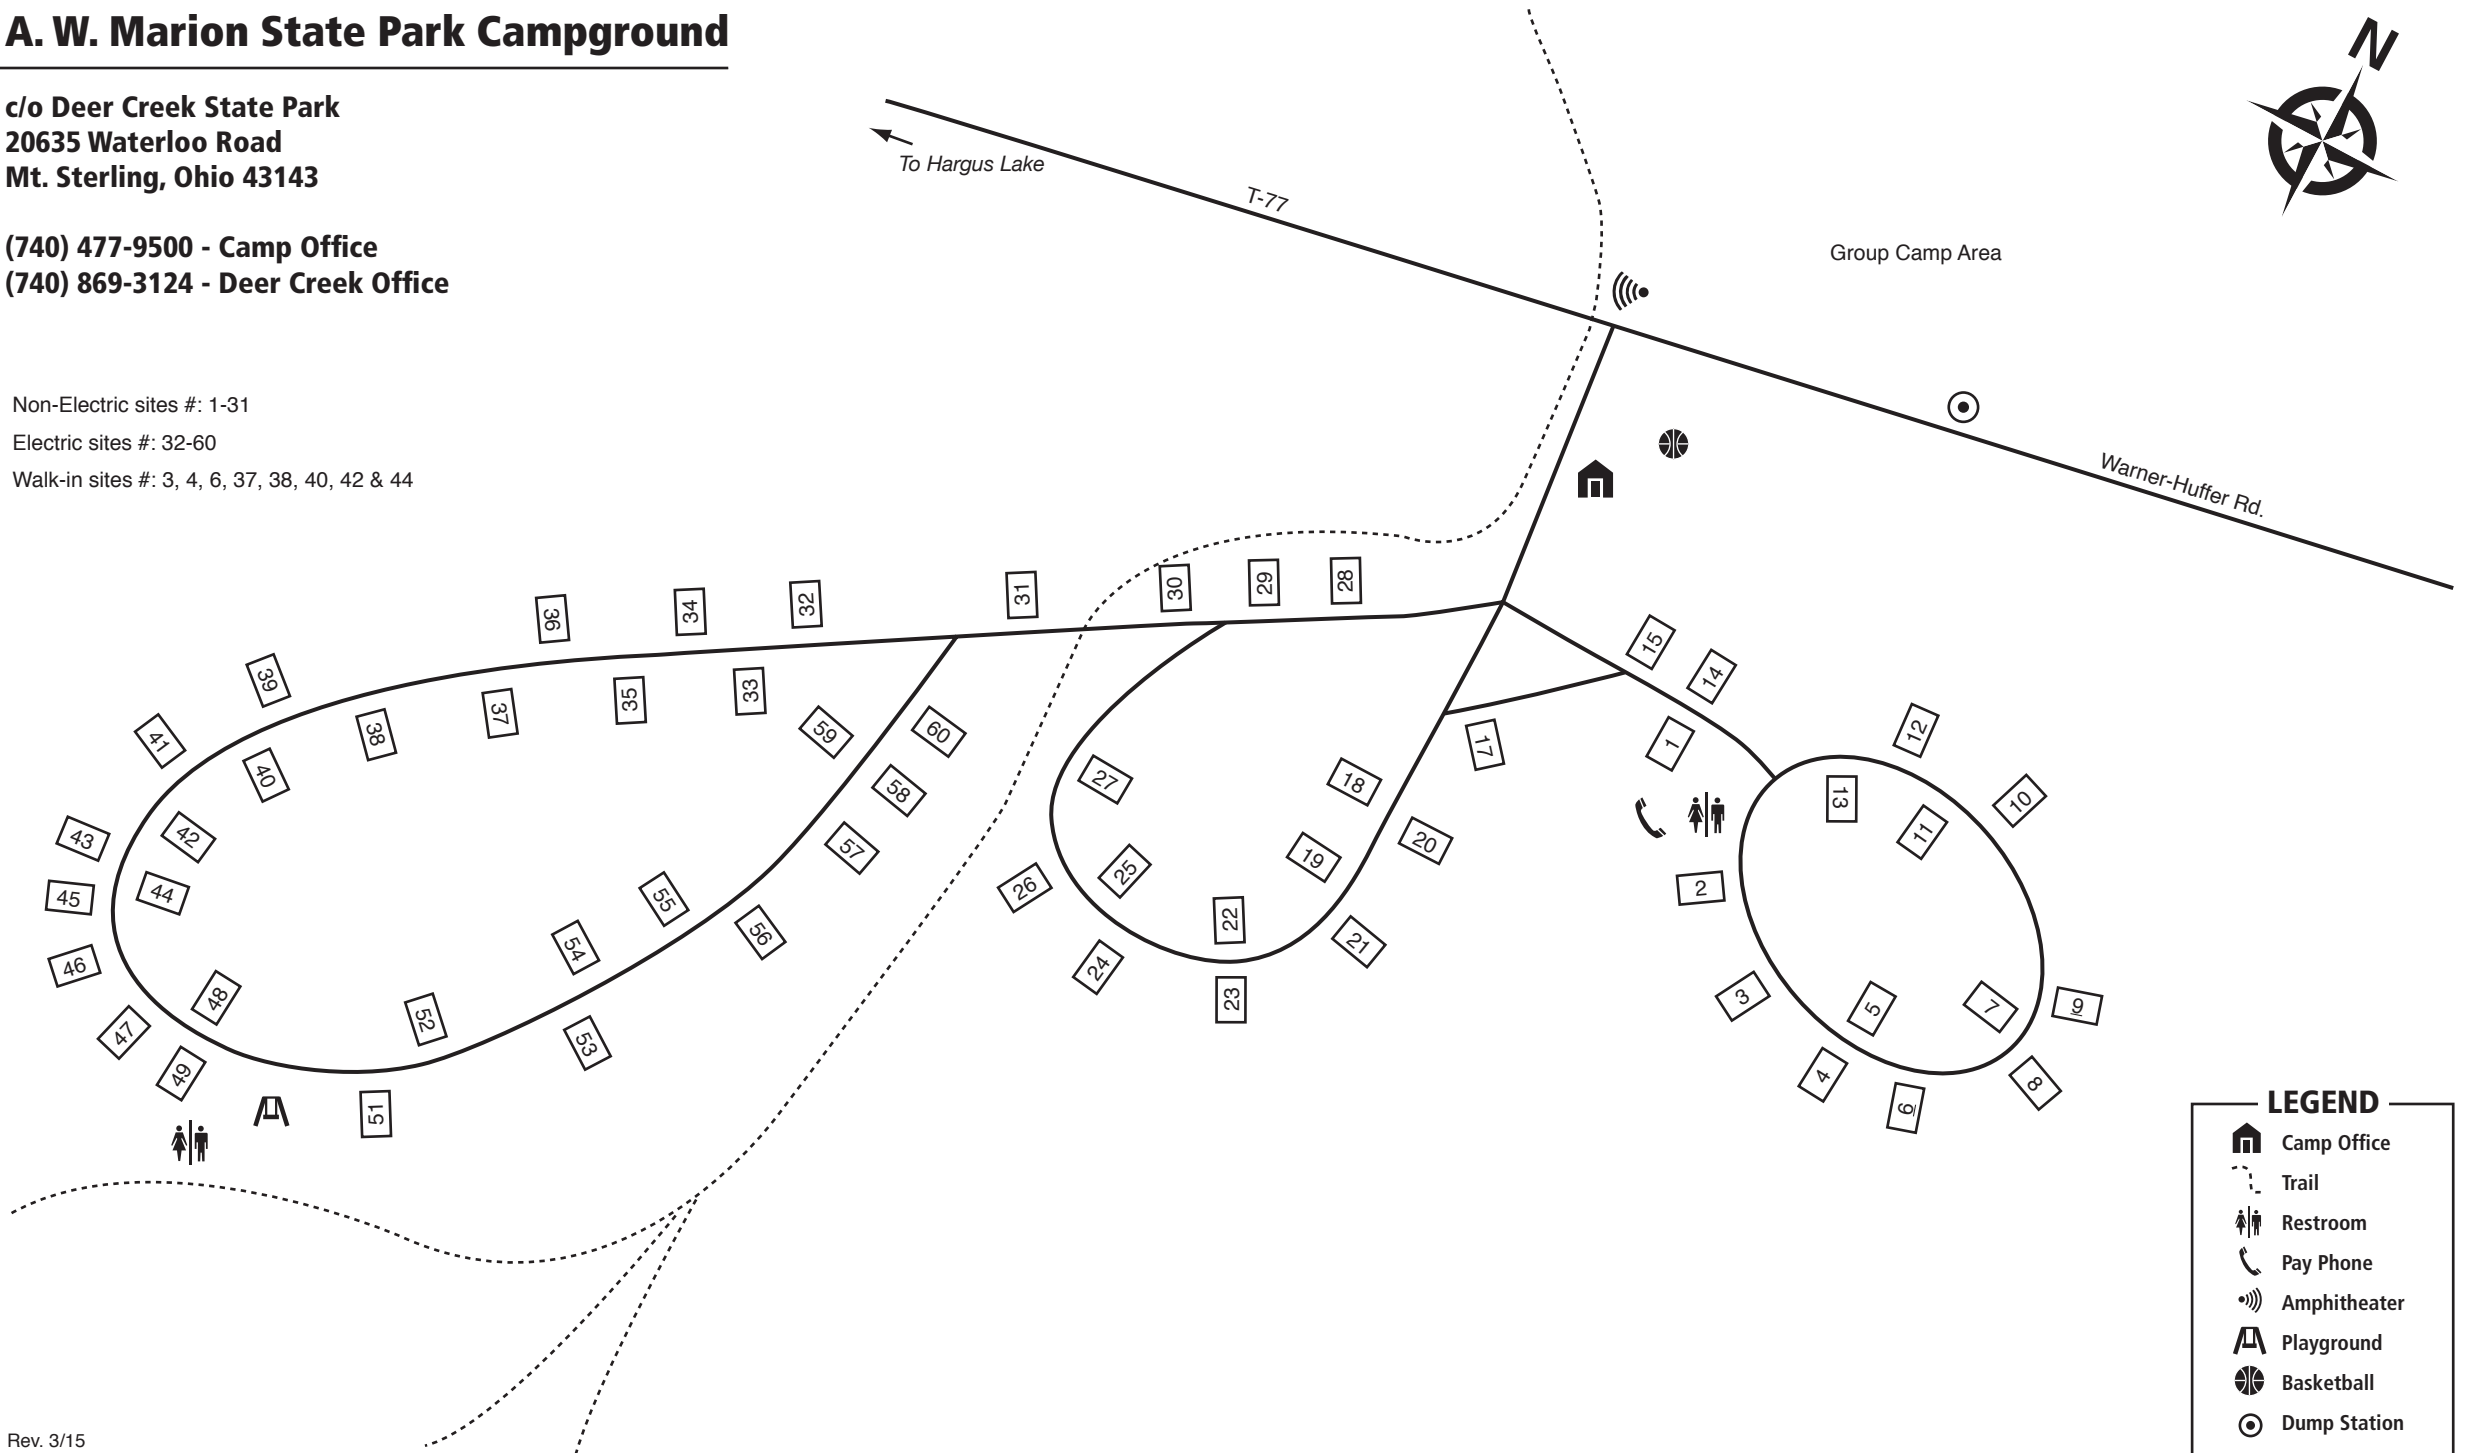 A. W. Marion State Park Campground
c/o Deer Creek State Park
20635 Waterloo Road
Mt. Sterling, Ohio 43143
(740) 477-9500 - Camp Office
(740) 869-3124 - Deer Creek Office
Non-Electric sites #: 1-31
Electric sites #: 32-60
Walk-in sites #: 3, 4, 6, 37, 38, 40, 42 & 44
N
To Hargus Lake
T-77
Group Camp Area
Warner-Huffer Rd.
36
34
32
31
30
29
28
39
37
35
33
15
14
41
38
59
60
17
1
12
40
27
18
58
13
10
43
42
57
19
20
11
45
44
55
26
25
2
46
54
56
24
22
21
3
5
7
9
48
52
23
47
53
49
4
8
51
6
LEGEND
Camp Office
Trail
Restroom
Pay Phone
Amphitheater
Playground
Basketball
Dump Station
Rev. 3/15